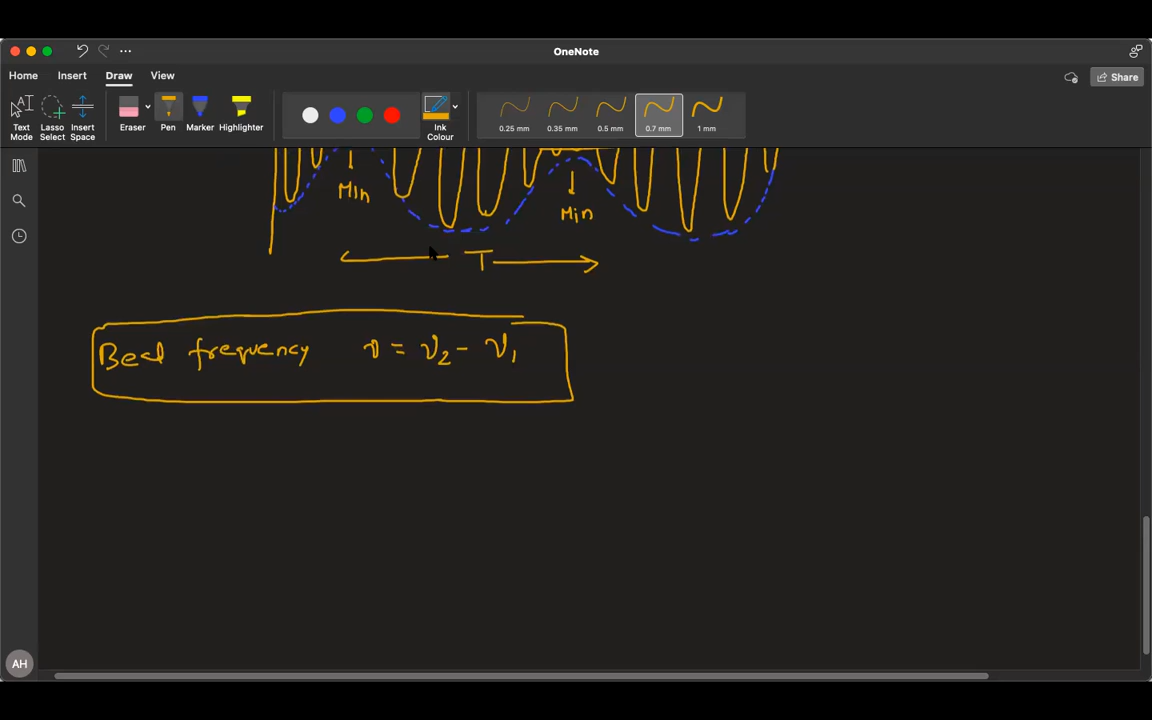 OneNote
Home Insert Draw View
Share
Text Mode
Lasso Select
Insert Space
Eraser
Pen
Marker
Highlighter
Ink Colour
0.25 mm
0.35 mm
0.5 mm
0.7 mm
1 mm
Min
Min
T
Beat frequency ν = ν₂ - ν₁
AH